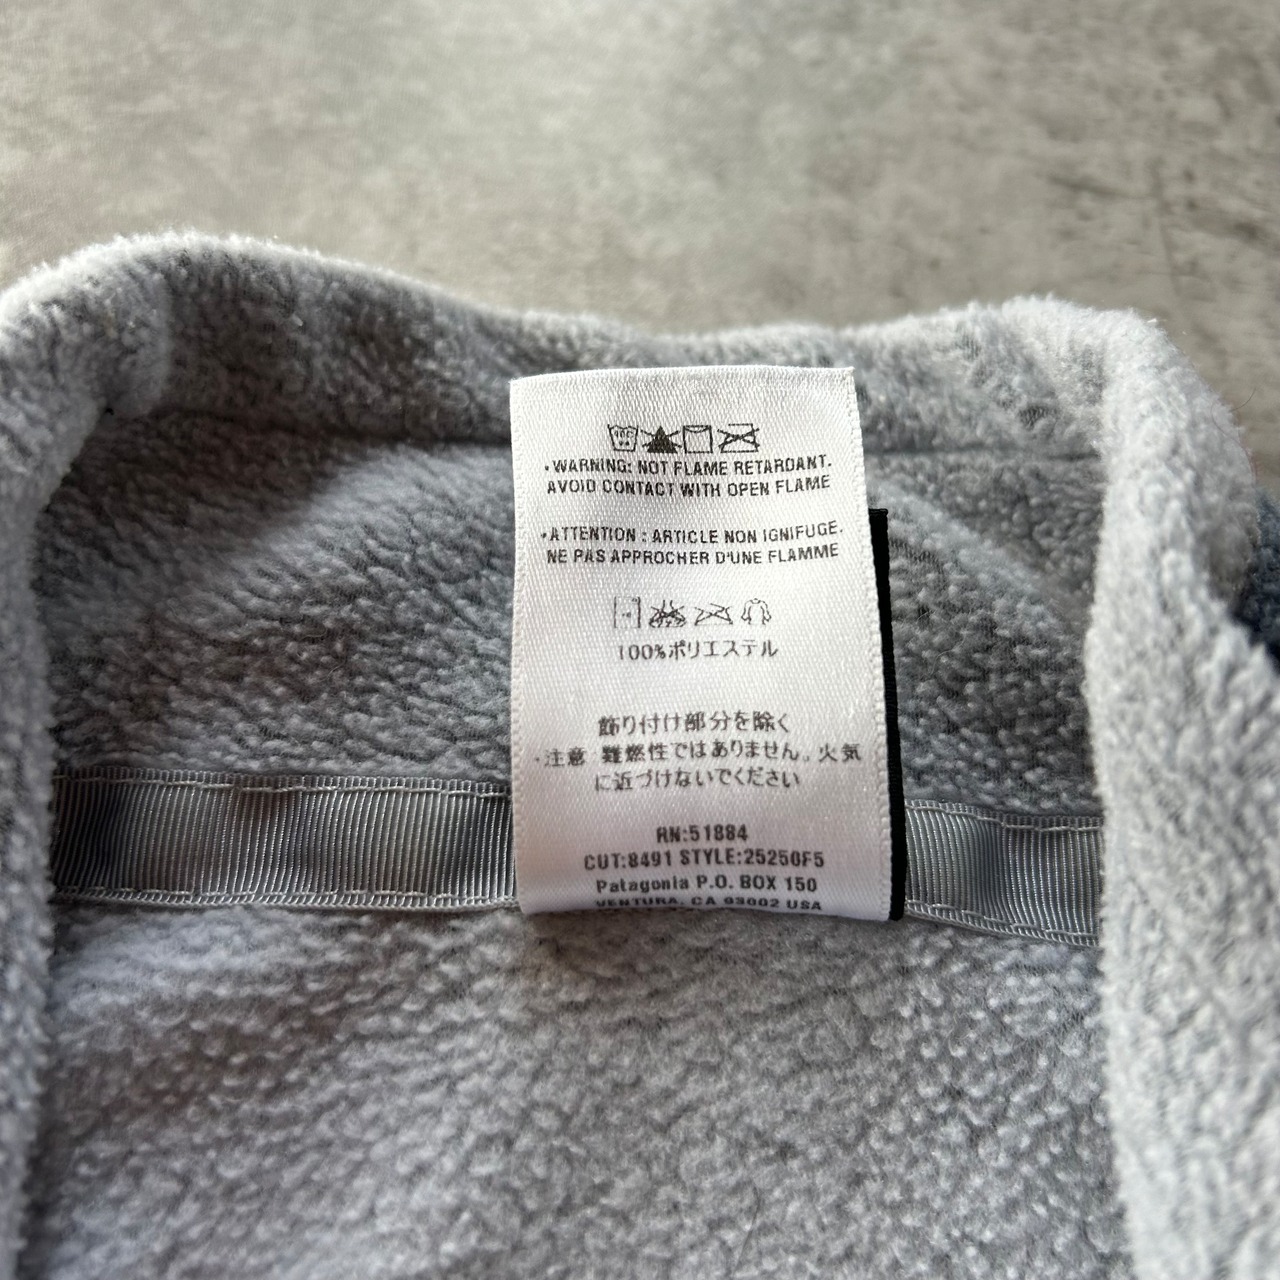 • WARNING: NOT FLAME RETARDANT.
AVOID CONTACT WITH OPEN FLAME
• ATTENTION : ARTICLE NON IGNIFUGE.
NE PAS APPROCHER D'UNE FLAMME
100%ポリエステル
飾り付け部分を除く
・注意 難燃性ではありません。火気
に近づけないでください
RN:51884
CUT:8491 STYLE:25250F5
Patagonia P.O. BOX 150
VENTURA, CA 93002 USA